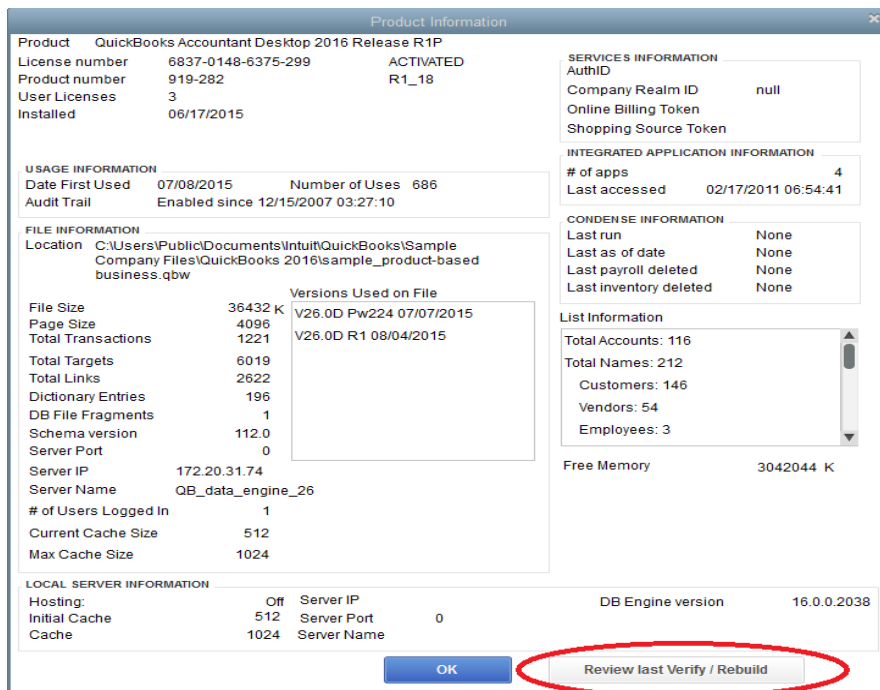 Product Information
Product QuickBooks Accountant Desktop 2016 Release R1P
License number 6837-0148-6375-299 ACTIVATED
Product number 919-282 R1_18
User Licenses 3
Installed 06/17/2015
SERVICES INFORMATION
AuthID
Company Realm ID null
Online Billing Token
Shopping Source Token
USAGE INFORMATION
Date First Used 07/08/2015 Number of Uses 686
Audit Trail Enabled since 12/15/2007 03:27:10
INTEGRATED APPLICATION INFORMATION
# of apps 4
Last accessed 02/17/2011 06:54:41
FILE INFORMATION
Location C:\Users\Public\Documents\Intuit\QuickBooks\Sample
Company Files\QuickBooks 2016\sample_product-based
business.qbw
CONDENSE INFORMATION
Last run None
Last as of date None
Last payroll deleted None
Last inventory deleted None
Versions Used on File
V26.0D Pw224 07/07/2015
V26.0D R1 08/04/2015
File Size 36432 K
Page Size 4096
Total Transactions 1221
Total Targets 6019
Total Links 2622
Dictionary Entries 196
DB File Fragments 1
Schema version 112.0
Server Port 0
Server IP 172.20.31.74
Server Name QB_data_engine_26
# of Users Logged In 1
Current Cache Size 512
Max Cache Size 1024
List Information
Total Accounts: 116
Total Names: 212
Customers: 146
Vendors: 54
Employees: 3
Free Memory 3042044 K
LOCAL SERVER INFORMATION
Hosting: Off Server IP DB Engine version 16.0.0.2038
Initial Cache 512 Server Port 0
Cache 1024 Server Name
OK Review last Verify / Rebuild